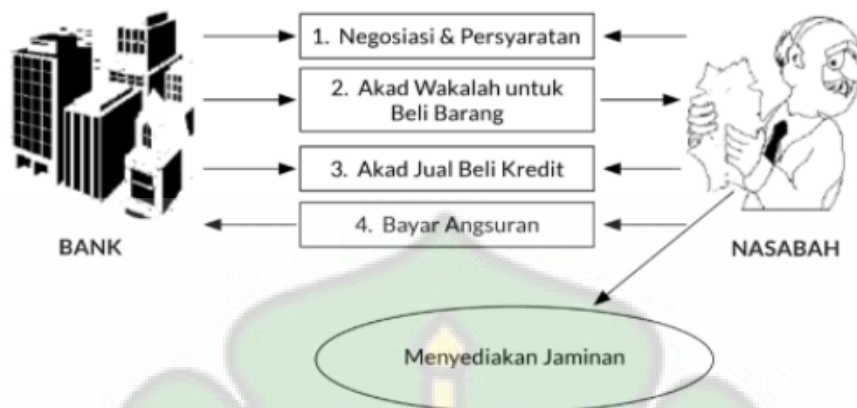 1. Negosiasi & Persyaratan
2. Akad Wakalah untuk
Beli Barang
3. Akad Jual Beli Kredit
4. Bayar Angsuran
BANK
NASABAH
Menyediakan Jaminan